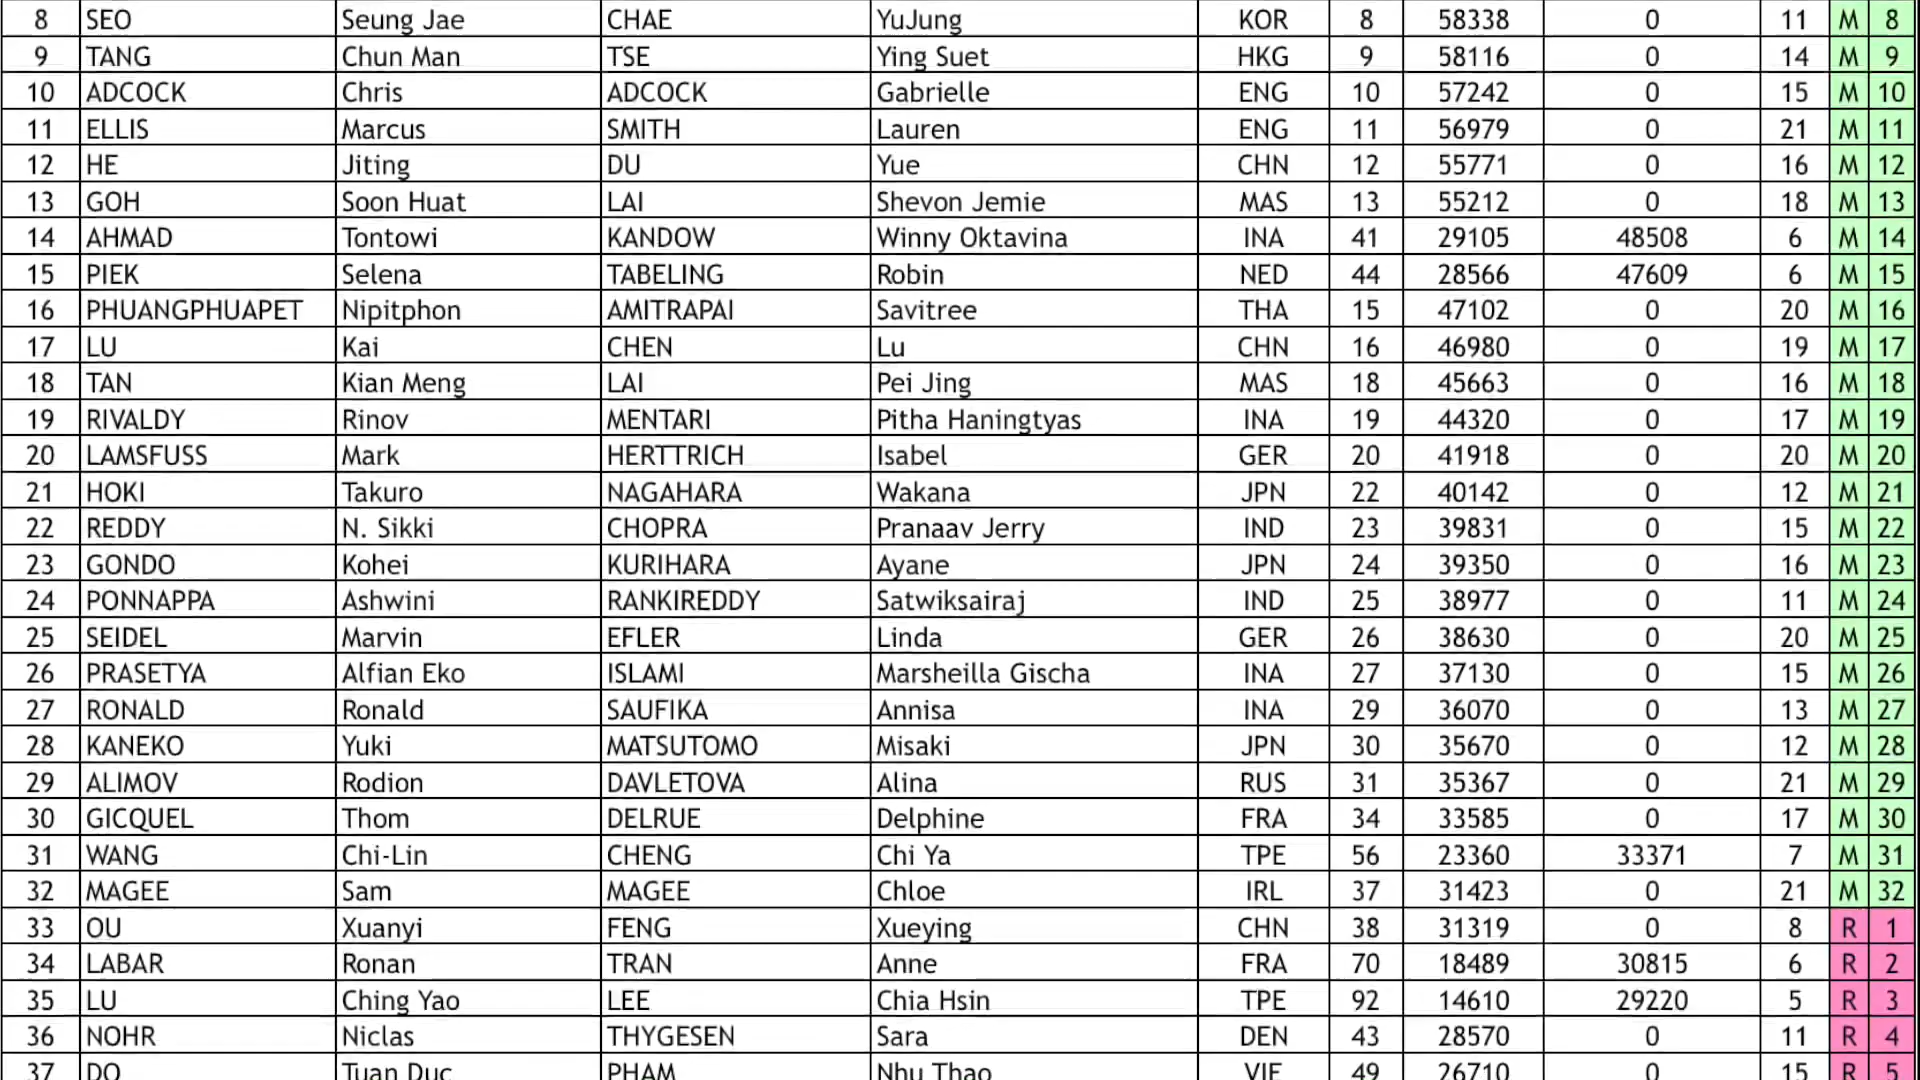 8 SEO Seung Jae CHAE YuJung KOR 8 58338 0 11 M 8
9 TANG Chun Man TSE Ying Suet HKG 9 58116 0 14 M 9
10 ADCOCK Chris ADCOCK Gabrielle ENG 10 57242 0 15 M 10
11 ELLIS Marcus SMITH Lauren ENG 11 56979 0 21 M 11
12 HE Jiting DU Yue CHN 12 55771 0 16 M 12
13 GOH Soon Huat LAI Shevon Jemie MAS 13 55212 0 18 M 13
14 AHMAD Tontowi KANDOW Winny Oktavina INA 41 29105 48508 6 M 14
15 PIEK Selena TABELING Robin NED 44 28566 47609 6 M 15
16 PHUANGPHUAPET Nipitphon AMITRAPAI Savitree THA 15 47102 0 20 M 16
17 LU Kai CHEN Lu CHN 16 46980 0 19 M 17
18 TAN Kian Meng LAI Pei Jing MAS 18 45663 0 16 M 18
19 RIVALDY Rinov MENTARI Pitha Haningtyas INA 19 44320 0 17 M 19
20 LAMSFUSS Mark HERTTRICH Isabel GER 20 41918 0 20 M 20
21 HOKI Takuro NAGAHARA Wakana JPN 22 40142 0 12 M 21
22 REDDY N. Sikki CHOPRA Pranaav Jerry IND 23 39831 0 15 M 22
23 GONDO Kohei KURIHARA Ayane JPN 24 39350 0 16 M 23
24 PONNAPPA Ashwini RANKIREDDY Satwiksairaj IND 25 38977 0 11 M 24
25 SEIDEL Marvin EFLER Linda GER 26 38630 0 20 M 25
26 PRASETYA Alfian Eko ISLAMI Marsheilla Gischa INA 27 37130 0 15 M 26
27 RONALD Ronald SAUFIKA Annisa INA 29 36070 0 13 M 27
28 KANEKO Yuki MATSUTOMO Misaki JPN 30 35670 0 12 M 28
29 ALIMOV Rodion DAVLETOVA Alina RUS 31 35367 0 21 M 29
30 GICQUEL Thom DELRUE Delphine FRA 34 33585 0 17 M 30
31 WANG Chi-Lin CHENG Chi Ya TPE 56 23360 33371 7 M 31
32 MAGEE Sam MAGEE Chloe IRL 37 31423 0 21 M 32
33 OU Xuanyi FENG Xueying CHN 38 31319 0 8 R 1
34 LABAR Ronan TRAN Anne FRA 70 18489 30815 6 R 2
35 LU Ching Yao LEE Chia Hsin TPE 92 14610 29220 5 R 3
36 NOHR Niclas THYGESEN Sara DEN 43 28570 0 11 R 4
37 DO Tuan Duc PHAM Nhu Thao VIE 49 26710 0 15 R 5